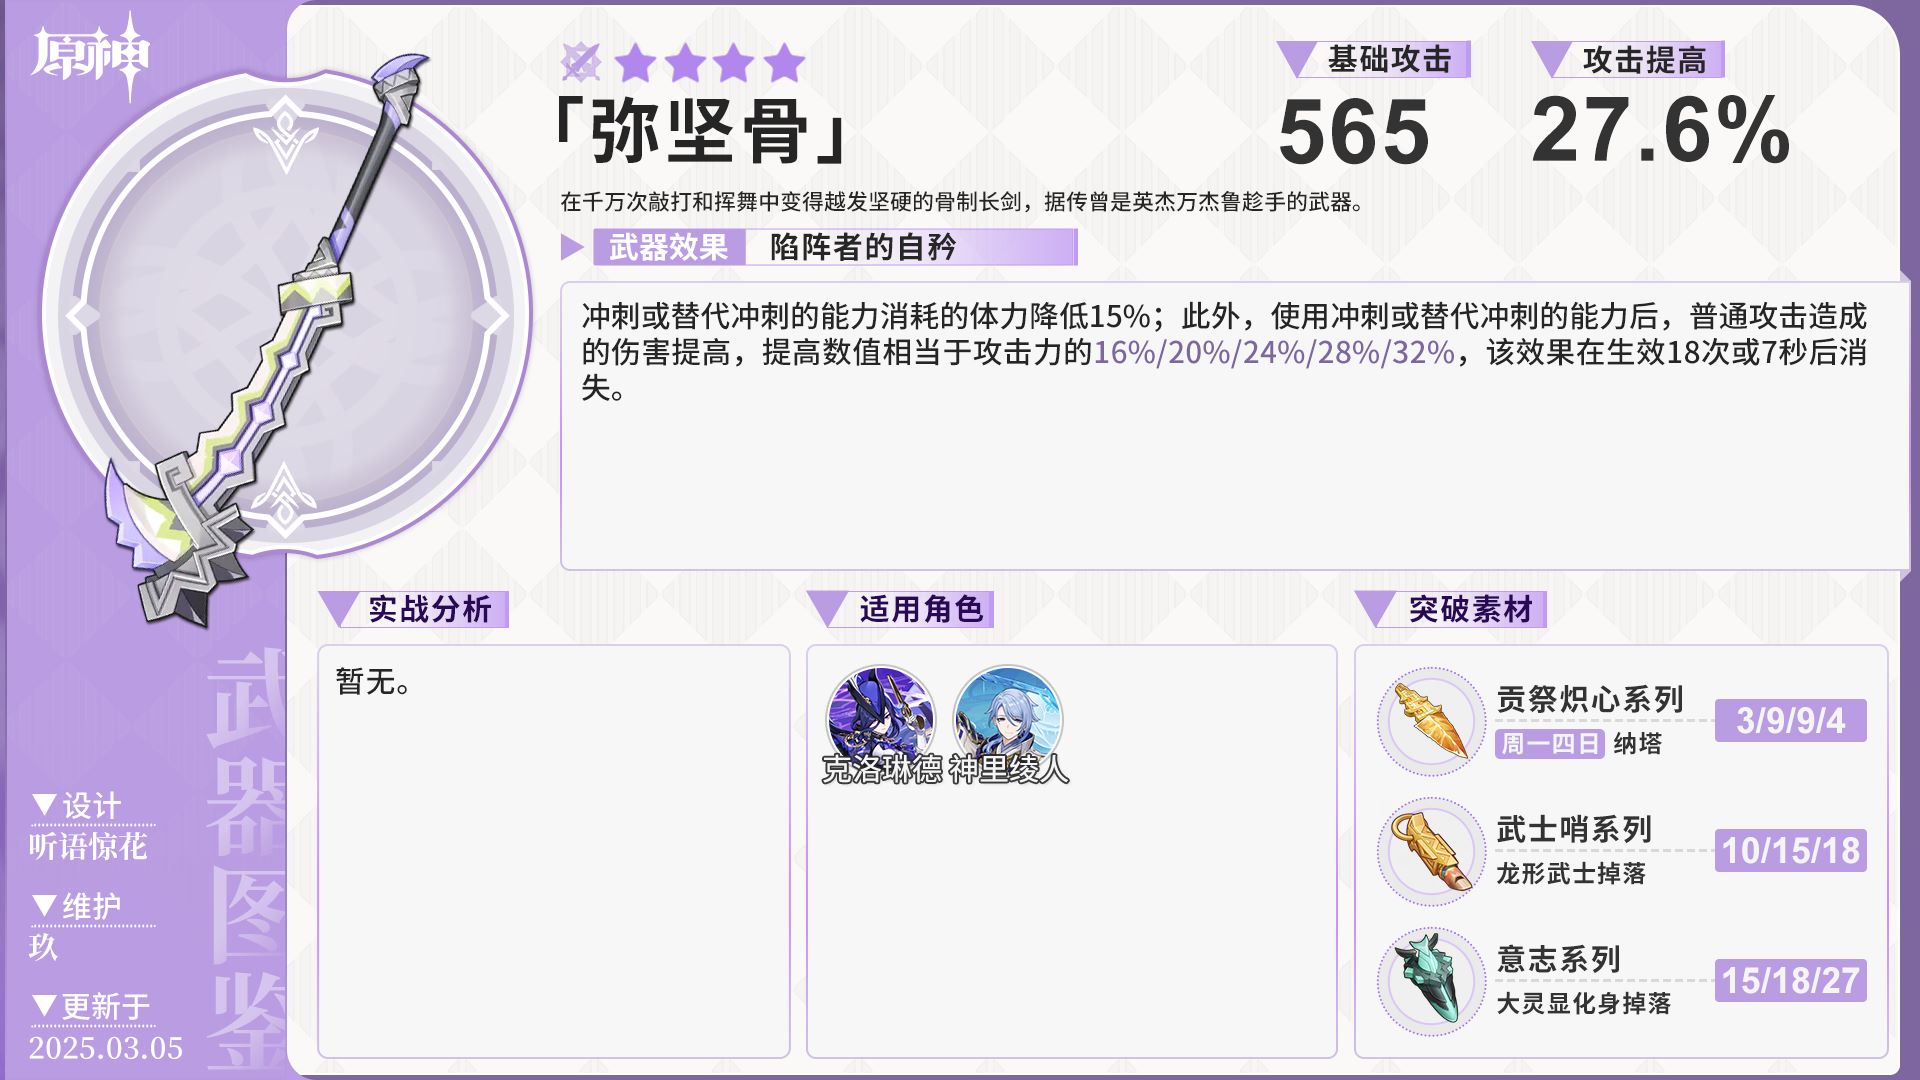 原神
「弥坚骨」
基础攻击
565
攻击提高
27.6%
在千万次敲打和挥舞中变得越发坚硬的骨制长剑，据传曾是英杰万杰鲁趁手的武器。
武器效果 陷阵者的自矜
冲刺或替代冲刺的能力消耗的体力降低15%；此外，使用冲刺或替代冲刺的能力后，普通攻击造成
的伤害提高，提高数值相当于攻击力的16%/20%/24%/28%/32%，该效果在生效18次或7秒后消
失。
实战分析
暂无。
适用角色
克洛琳德 神里绫人
突破素材
贡祭炽心系列
周一四日 纳塔
3/9/9/4
武士哨系列
龙形武士掉落
10/15/18
意志系列
大灵显化身掉落
15/18/27
武器图鉴
设计
听语惊花
维护
玖
更新于
2025.03.05